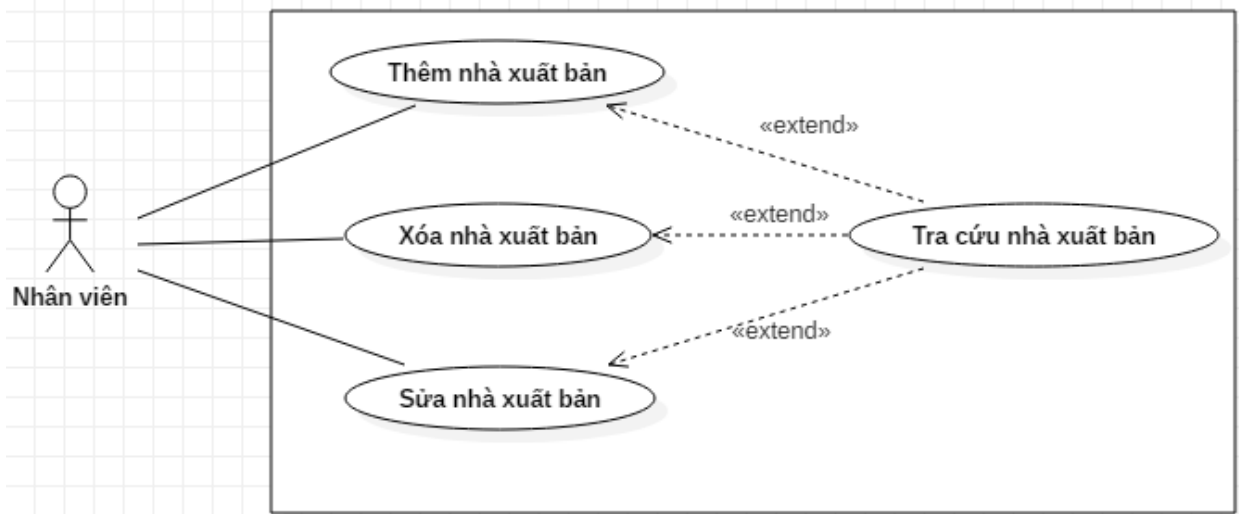 Thêm nhà xuất bản
«extend»
«extend»
Xóa nhà xuất bản
Tra cứu nhà xuất bản
Nhân viên
«extend»
Sửa nhà xuất bản